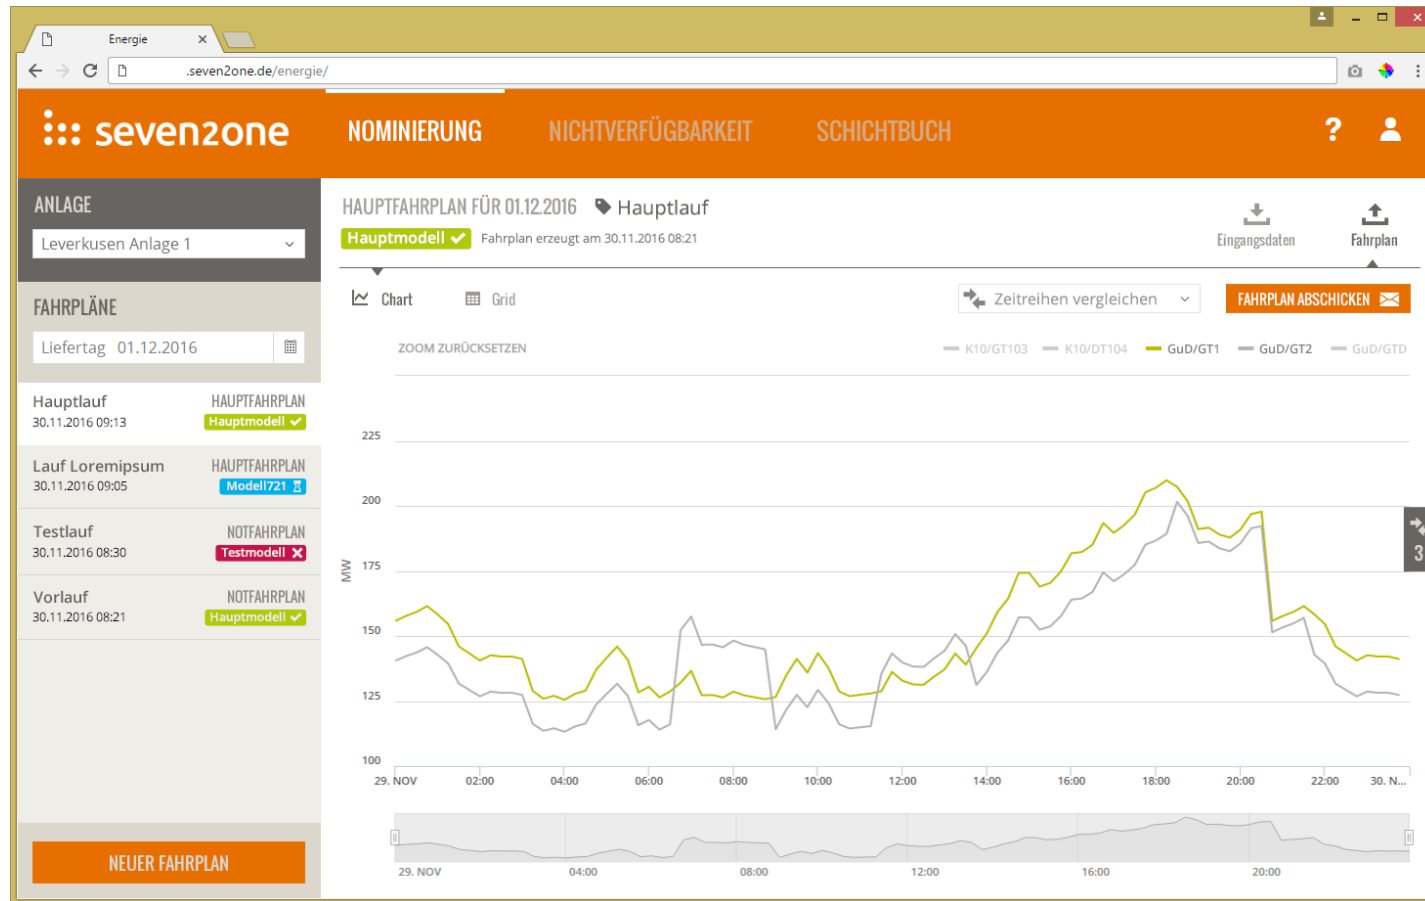 Energie
.seven2one.de/energie/
seven2one
NOMINIERUNG NICHTVERFÜGBARKEIT SCHICHTBUCH ?
ANLAGE
Leverkusen Anlage 1
FAHRPLÄNE
Liefertag 01.12.2016
Hauptlauf HAUPTFAHRPLAN
30.11.2016 09:13 Hauptmodell
Lauf Loremipsum HAUPTFAHRPLAN
30.11.2016 09:05 Modell721
Testlauf NOTFAHRPLAN
30.11.2016 08:30 Testmodell
Vorlauf NOTFAHRPLAN
30.11.2016 08:21 Hauptmodell
NEUER FAHRPLAN
HAUPTFAHRPLAN FÜR 01.12.2016 Hauptlauf
Hauptmodell Fahrplan erzeugt am 30.11.2016 08:21
Eingangsdaten Fahrplan
Chart Grid Zeitreihen vergleichen FAHRPLAN ABSCHICKEN
ZOOM ZURÜCKSETZEN K10/GT103 K10/DT104 GuD/GT1 GuD/GT2 GuD/GTD
225
200
175
150
125
100
MW
3
29. NOV 02:00 04:00 06:00 08:00 10:00 12:00 14:00 16:00 18:00 20:00 22:00 30. N...
29. NOV 04:00 08:00 12:00 16:00 20:00